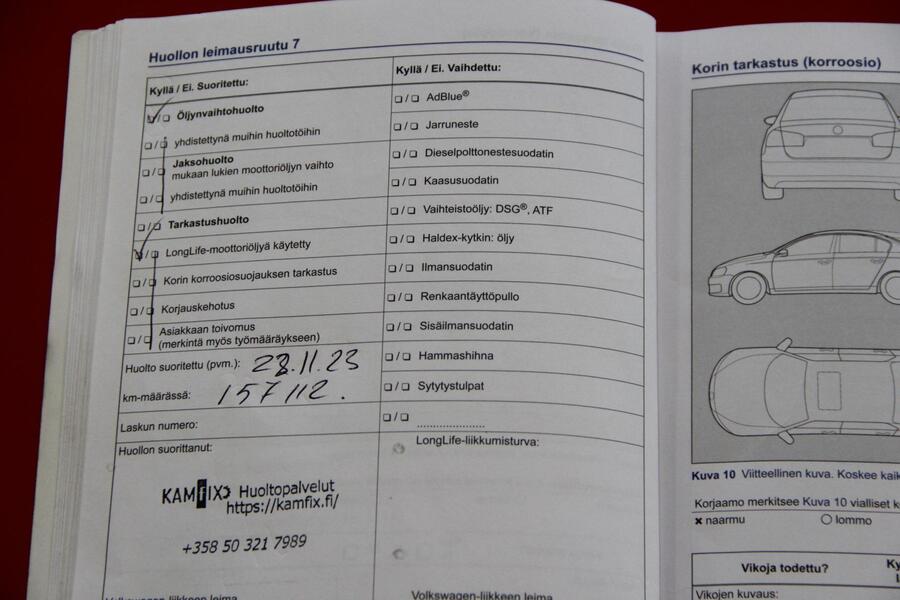 Huollon leimausruutu 7
Kyllä / Ei. Suoritettu:
Öljynvaihtohuolto
yhdistettynä muihin huoltotöihin
Jaksohuolto
mukaan lukien moottoriöljyn vaihto
yhdistettynä muihin huoltotöihin
Tarkastushuolto
LongLife-moottoriöljyä käytetty
Korin korroosiosuojauksen tarkastus
Korjauskehotus
Asiakkaan toivomus
(merkintä myös työmääräykseen)
Huolto suoritettu (pvm.): 28.11.23
km-määrässä: 157112.
Laskun numero:
Huollon suorittanut:
KAMfIX Huoltopalvelut
https://kamfix.fi/
+358 50 321 7989
Volkswagen-liikkeen leima
Kyllä / Ei. Vaihdettu:
AdBlue®
Jarruneste
Dieselpolttonestesuodatin
Kaasusuodatin
Vaihteistoöljy: DSG®, ATF
Haldex-kytkin: öljy
Ilmansuodatin
Renkaantäyttöpullo
Sisäilmansuodatin
Hammashihna
Sytytystulpat
LongLife-liikkumisturva:
Volkswagen-liikkeen leima
Korin tarkastus (korroosio)
Kuva 10 Viitteellinen kuva. Koskee
Korjaamo merkitsee Kuva 10 vialliset
x naarmu
lommo
Vikoja todettu?
Vikojen kuvaus: